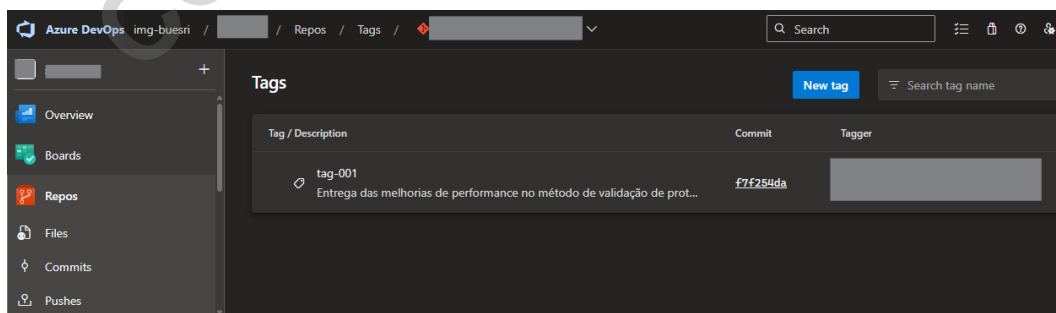 Azure DevOps img-buesri / / Repos / Tags /
Search
Tags
New tag
Search tag name
Overview
Boards
Repos
Files
Commits
Pushes
Tag / Description Commit Tagger
tag-001
Entrega das melhorias de performance no método de validação de prot...
f7f254da